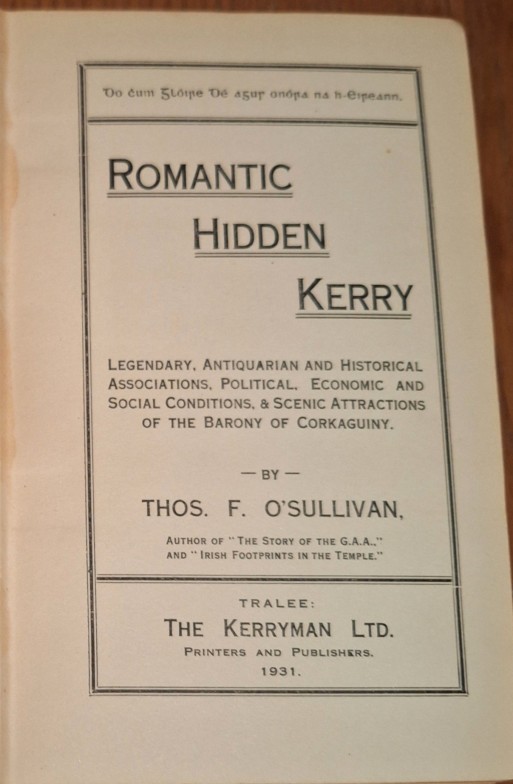 Do ċum Glóire Dé agus onóra na h-Éireann.
ROMANTIC
HIDDEN
KERRY
LEGENDARY, ANTIQUARIAN AND HISTORICAL
ASSOCIATIONS, POLITICAL, ECONOMIC AND
SOCIAL CONDITIONS, & SCENIC ATTRACTIONS
OF THE BARONY OF CORKAGUINY.
— BY —
THOS. F. O'SULLIVAN,
AUTHOR OF "THE STORY OF THE G.A.A.,"
AND "IRISH FOOTPRINTS IN THE TEMPLE."
TRALEE:
THE KERRYMAN LTD.
PRINTERS AND PUBLISHERS.
1931.